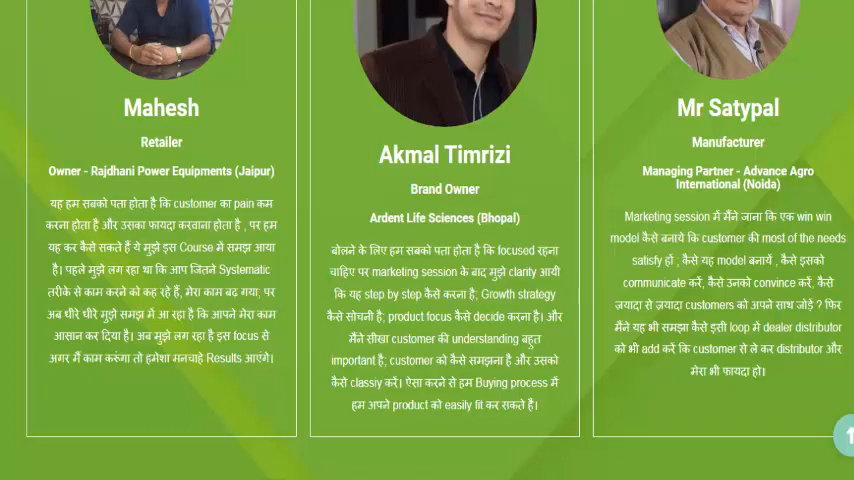 Mahesh
Retailer
Owner - Rajdhani Power Equipments (Jaipur)
यह हम सबको पता होता है कि customer का pain कम
करना होता है और उसका फायदा करवाना होता है , पर हम
यह कर कैसे सकते हैं ये मुझे इस Course में समझ आया
है। पहले मुझे लग रहा था कि आप जितने Systematic
तरीके से काम करने को कह रहे हैं, मेरा काम बढ़ गया; पर
अब धीरे धीरे मुझे समझ में आ रहा है कि आपने मेरा काम
आसान कर दिया है। अब मुझे लग रहा है इस focus से
अगर मैं काम करूंगा तो हमेशा मनचाहे Results आएंगे।
Akmal Timrizi
Brand Owner
Ardent Life Sciences (Bhopal)
बोलने के लिए हम सबको पता होता है कि focused रहना
चाहिए पर marketing session के बाद मुझे clarity आयी
कि यह step by step कैसे करना है; Growth strategy
कैसे सोचनी है; product focus कैसे decide करना है। और
मैंने सीखा customer की understanding बहुत
important है; customer को कैसे समझना है और उसको
कैसे classiy करें। ऐसा करने से हम Buying process में
हम अपने product को easily fit कर सकते हैं।
Mr Satypal
Manufacturer
Managing Partner - Advance Agro
International (Noida)
Marketing session में मैंने जाना कि एक win win
model कैसे बनाये कि customer की most of the needs
satisfy हों , कैसे यह model बनायें , कैसे इसको
communicate करें, कैसे उनको convince करें, कैसे
ज़यादा से ज़यादा customers को अपने साथ जोड़े ? फिर
मैंने यह भी समझा कैसे इसी loop में dealer distributor
को भी add करें कि customer से ले कर distributor और
मेरा भी फायदा हो।